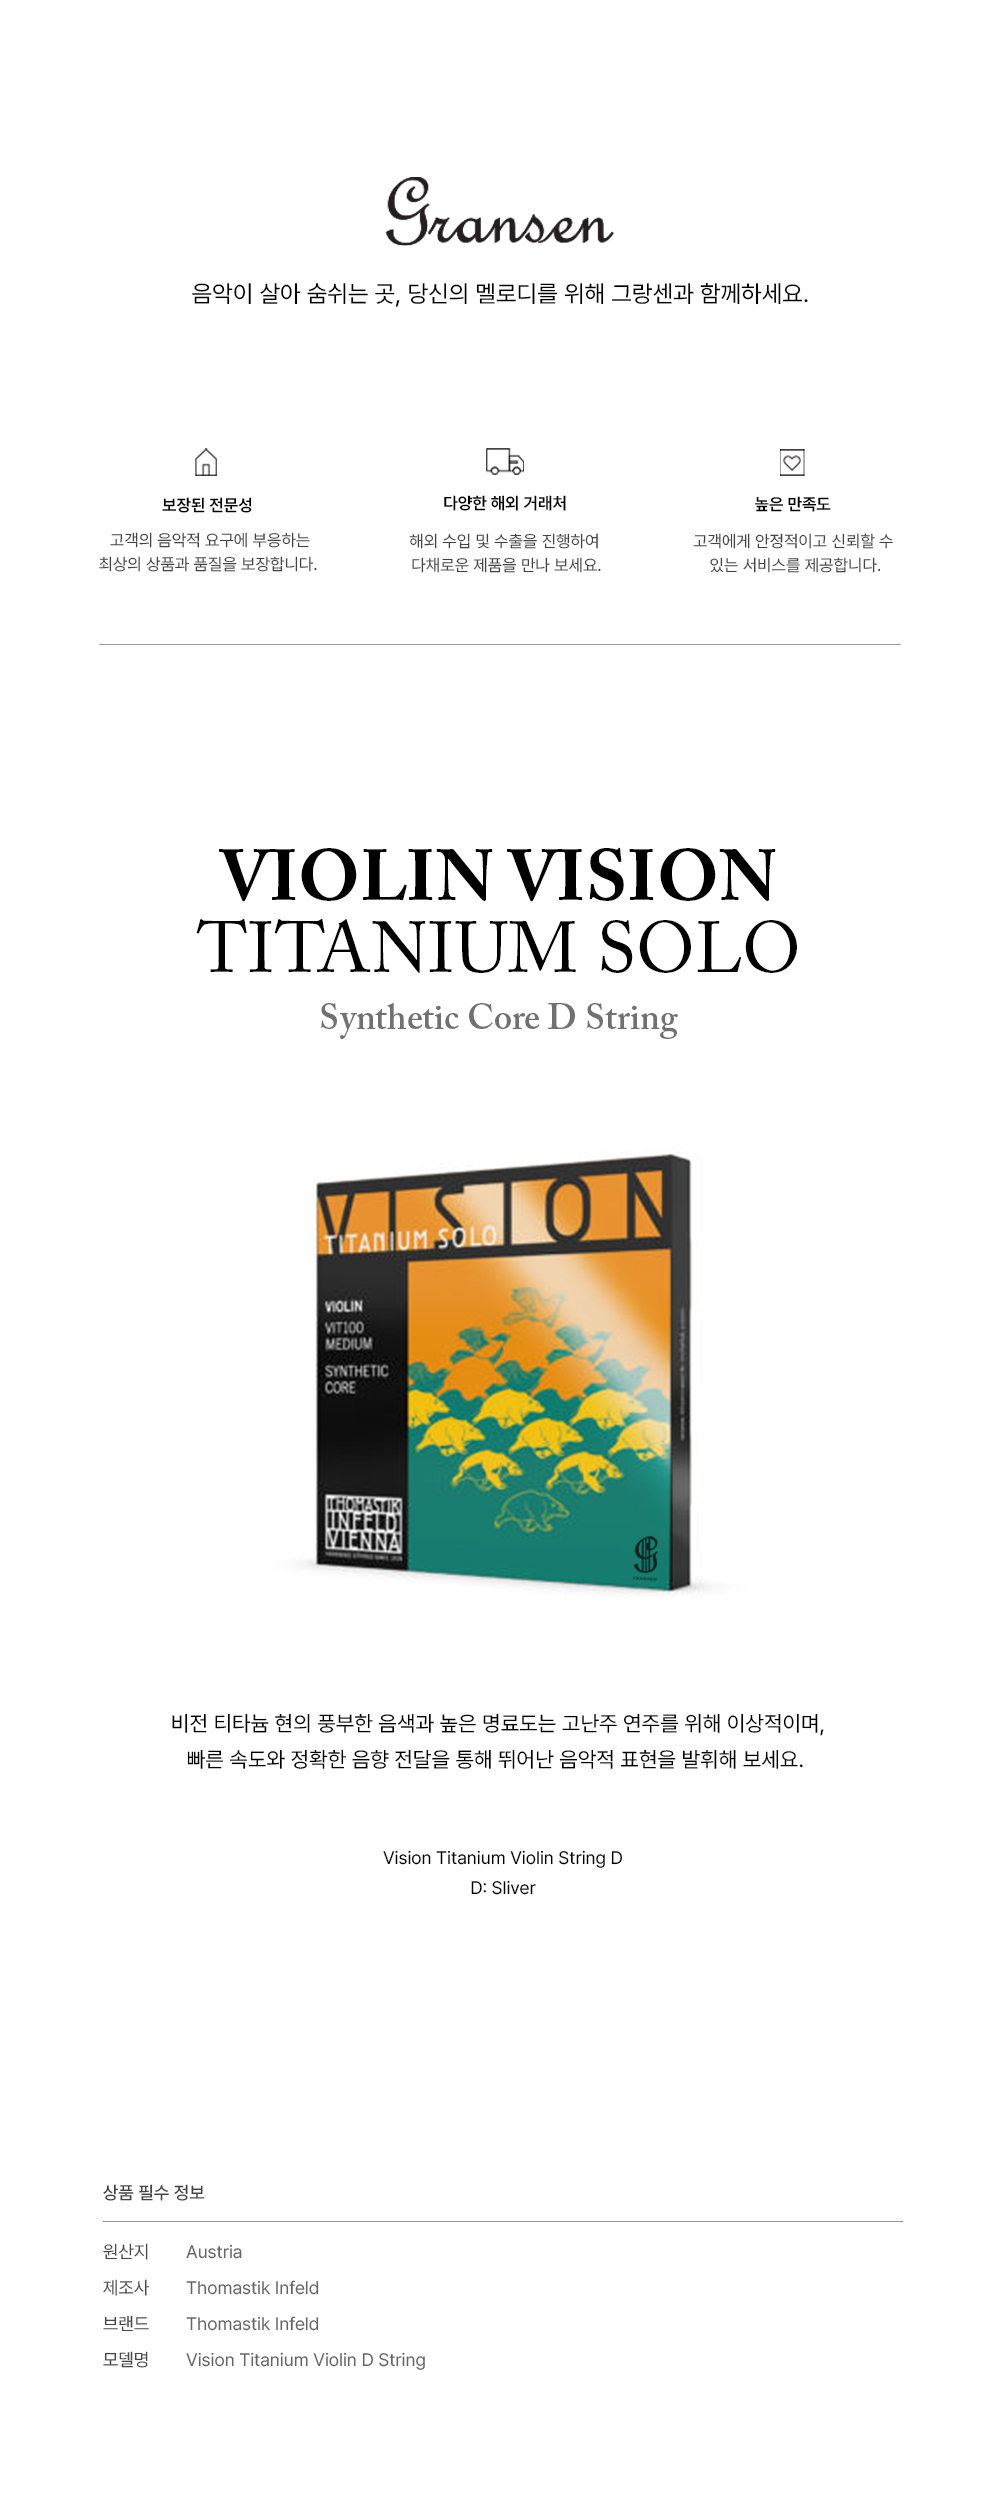 Gransen
음악이 살아 숨쉬는 곳, 당신의 멜로디를 위해 그랑센과 함께하세요.
보장된 전문성
고객의 음악적 요구에 부응하는
최상의 상품과 품질을 보장합니다.
다양한 해외 거래처
해외 수입 및 수출을 진행하여
다채로운 제품을 만나 보세요.
높은 만족도
고객에게 안정적이고 신뢰할 수
있는 서비스를 제공합니다.
VIOLIN VISION
TITANIUM SOLO
Synthetic Core D String
VISION
TITANIUM SOLO
VIOLIN
VIT100
MEDIUM
SYNTHETIC
CORE
THOMASTIK
INFELD
VIENNA
비전 티타늄 현의 풍부한 음색과 높은 명료도는 고난주 연주를 위해 이상적이며,
빠른 속도와 정확한 음향 전달을 통해 뛰어난 음악적 표현을 발휘해 보세요.
Vision Titanium Violin String D
D: Sliver
상품 필수 정보
원산지 Austria
제조사 Thomastik Infeld
브랜드 Thomastik Infeld
모델명 Vision Titanium Violin D String